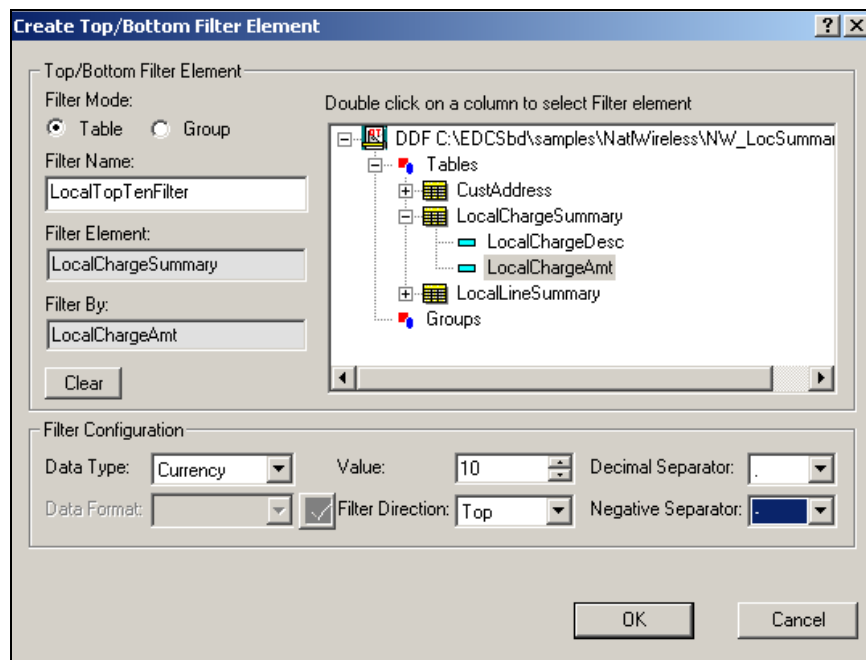 Create Top/Bottom Filter Element
Top/Bottom Filter Element
Filter Mode:
Table Group
Filter Name:
LocalTopTenFilter
Filter Element:
LocalChargeSummary
Filter By:
LocalChargeAmt
Clear
Double click on a column to select Filter element
DDF C:\EDCSbd\samples\NatlWireless\NW_LocSummar
Tables
CustAddress
LocalChargeSummary
LocalChargeDesc
LocalChargeAmt
LocalLineSummary
Groups
Filter Configuration
Data Type: Currency Value: 10 Decimal Separator: .
Data Format: Filter Direction: Top Negative Separator: -
OK Cancel